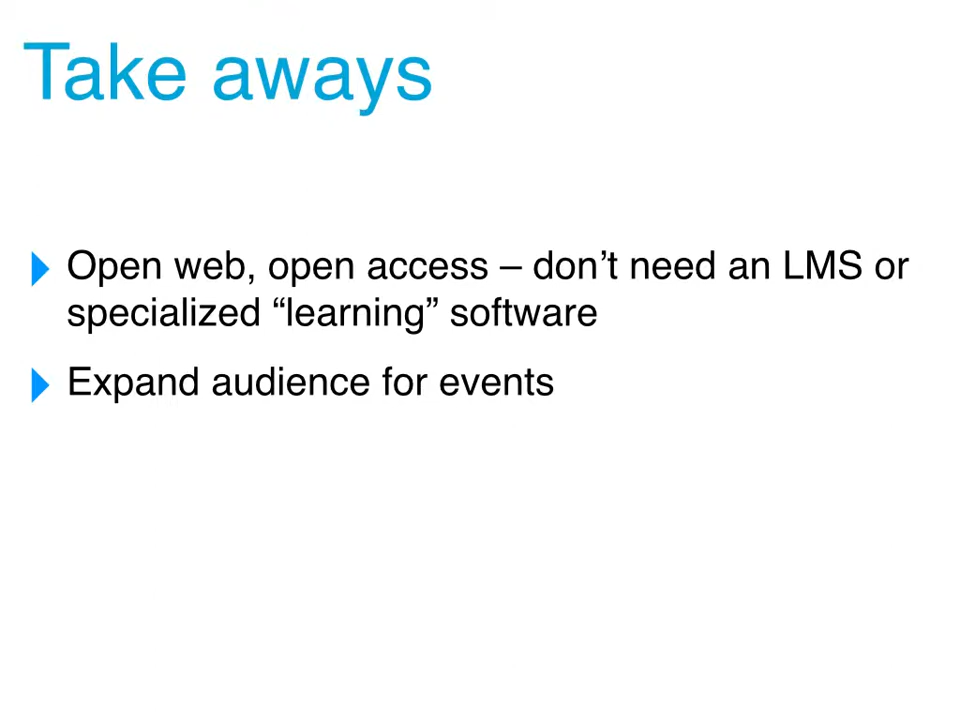 Take aways
Open web, open access – don’t need an LMS or
specialized “learning” software
Expand audience for events